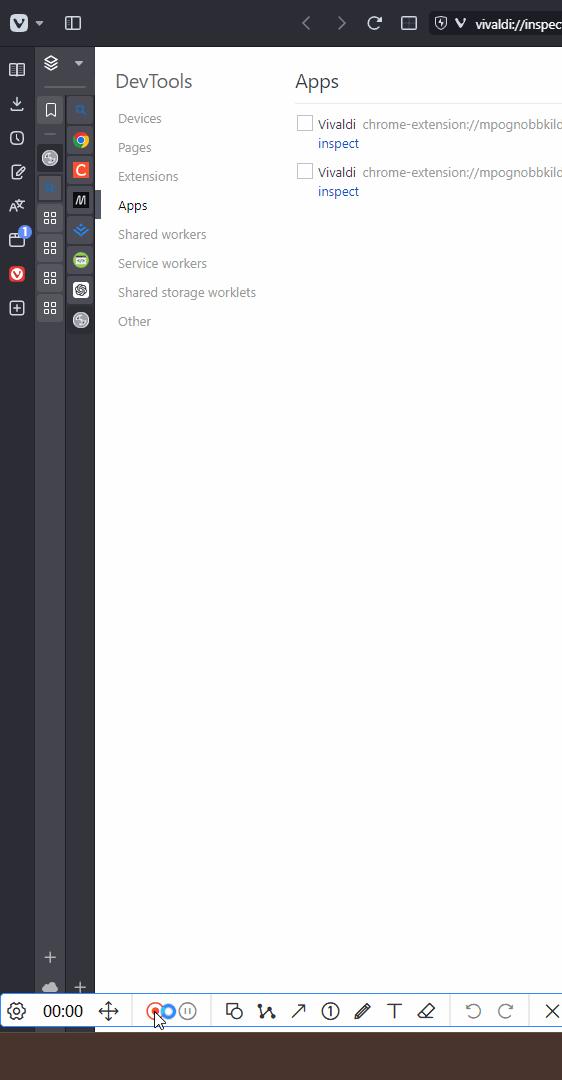 vivaldi://inspec
DevTools
Apps
Devices
Pages
Extensions
Apps
Shared workers
Service workers
Shared storage worklets
Other
Vivaldi chrome-extension://mpognobbkild
inspect
Vivaldi chrome-extension://mpognobbkild
inspect
1
C
00:00
1